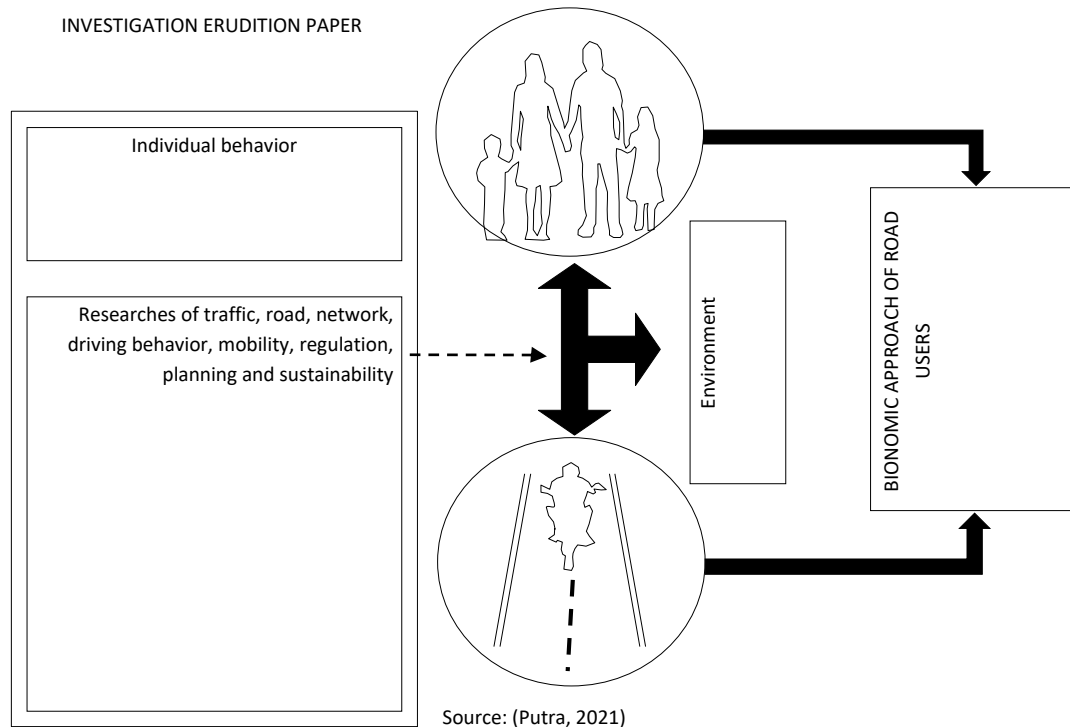 INVESTIGATION ERUDITION PAPER
Individual behavior
Researches of traffic, road, network,
driving behavior, mobility, regulation,
planning and sustainability
Environment
BIONOMIC APPROACH OF ROAD
USERS
Source: (Putra, 2021)